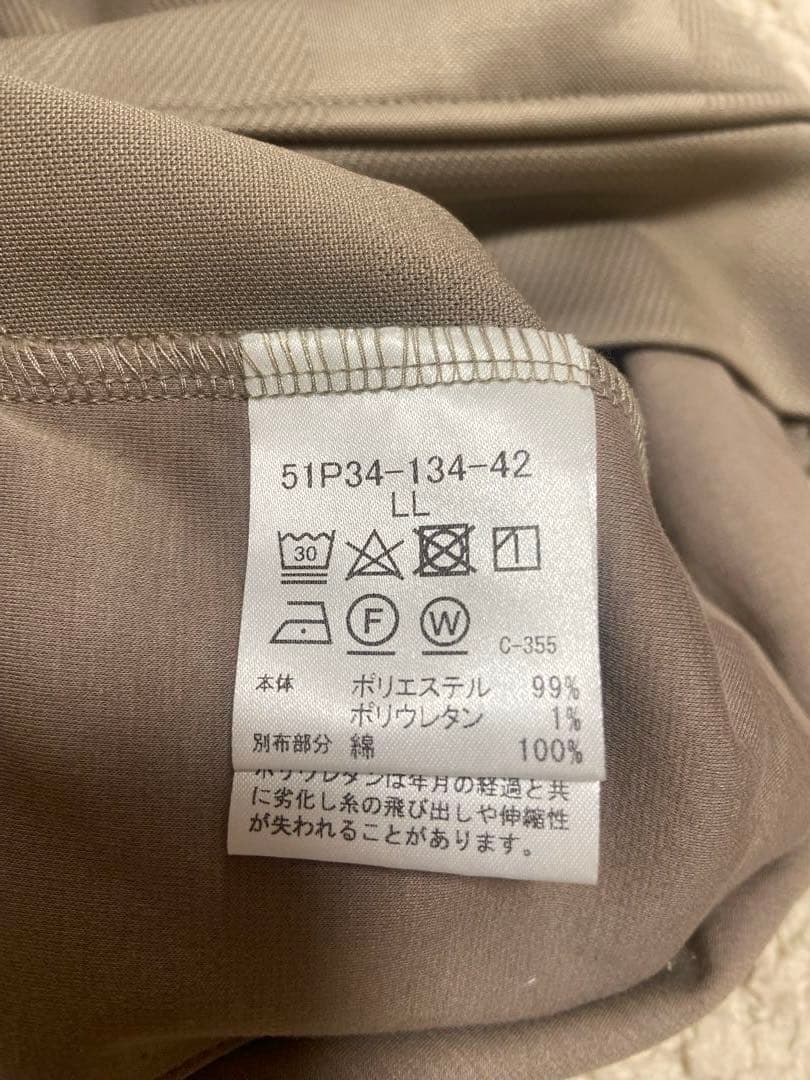 51P34-134-42
LL
30
F W C-355
本体 ポリエステル 99%
ポリウレタン 1%
別布部分 綿 100%
ポリウレタンは年月の経過と共
に劣化し糸の飛び出しや伸縮性
が失われることがあります。